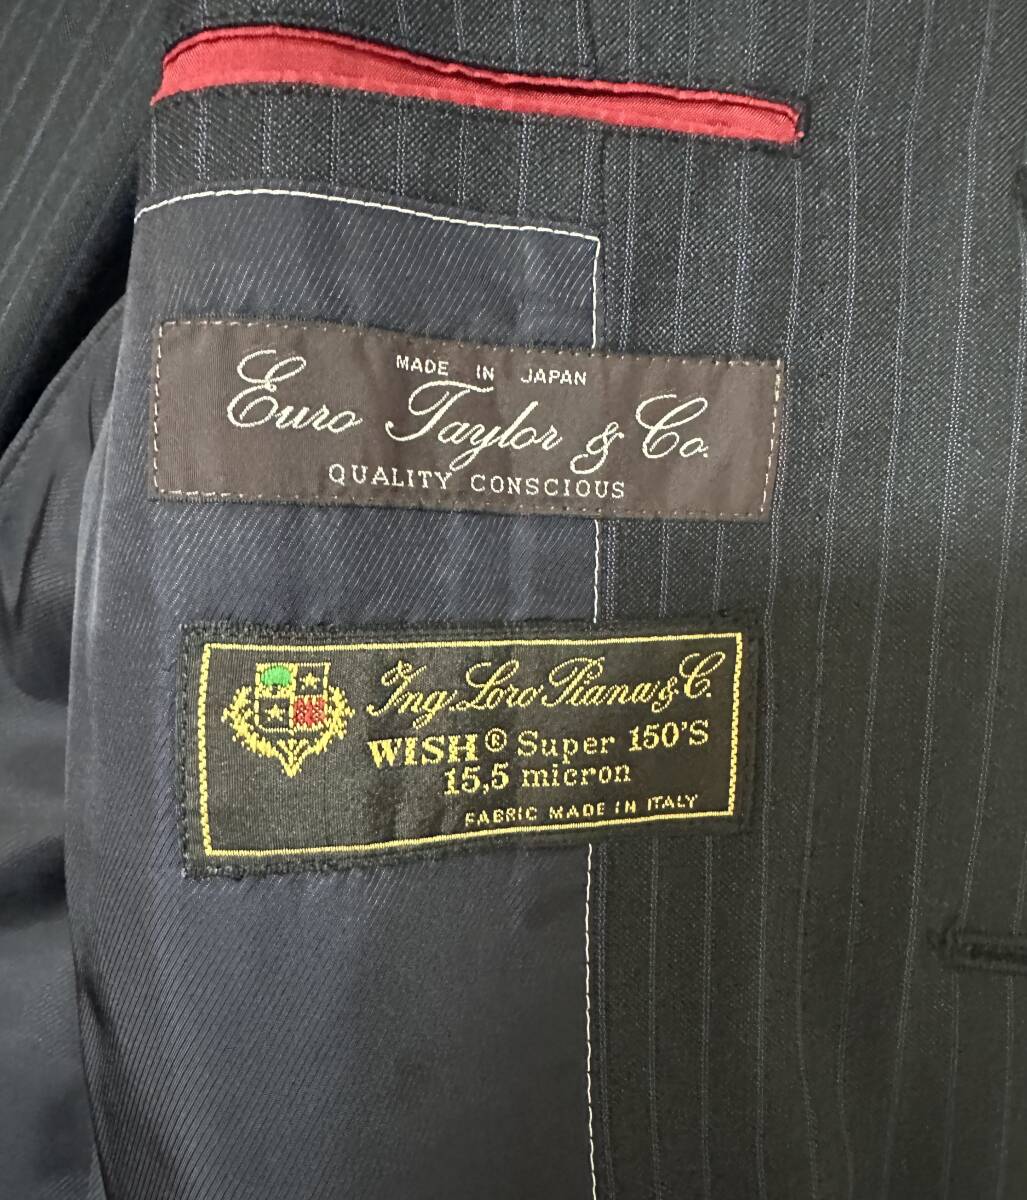 MADE IN JAPAN
Euro Taylor & Co.
QUALITY CONSCIOUS
Ing. Loro Piana & C.
WISH ® Super 150'S
15,5 micron
FABRIC MADE IN ITALY